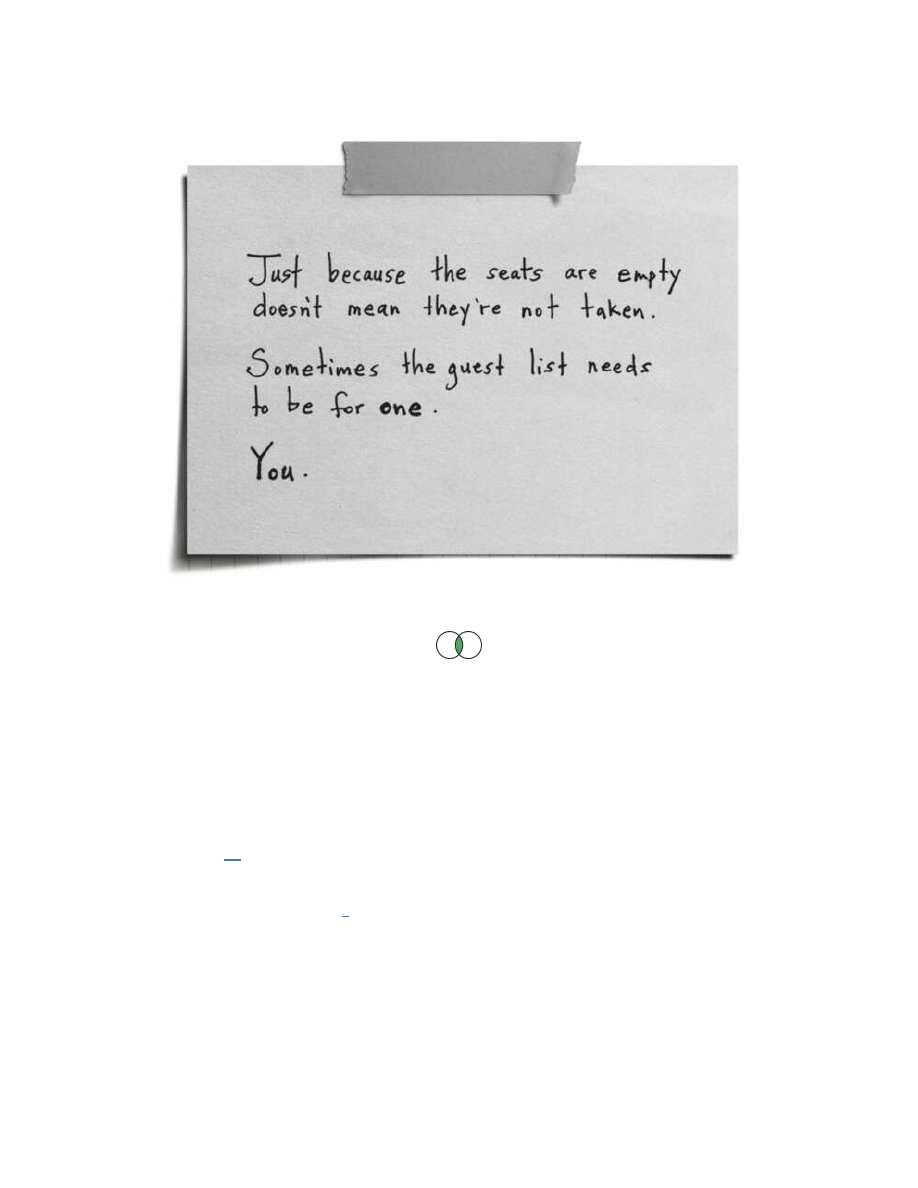 Just because the seats are empty
doesn't mean they're not taken.
Sometimes the guest list needs
to be for one.
You.